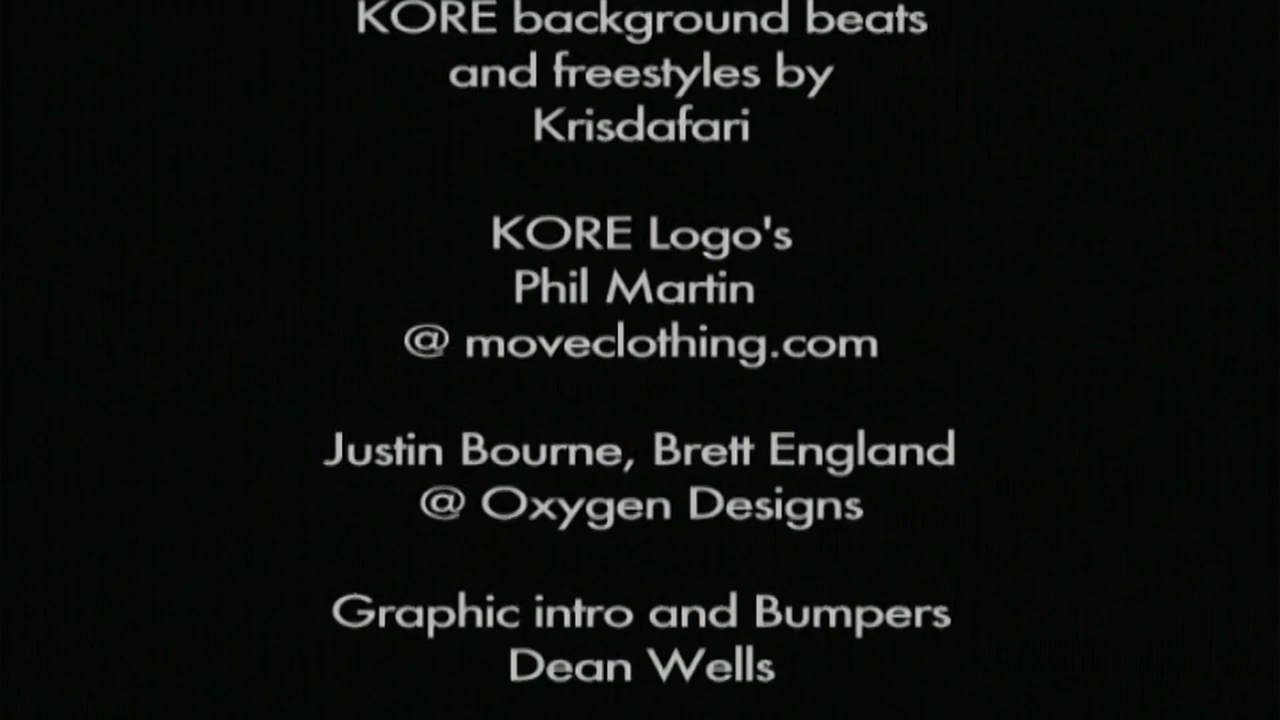 KORE background beats
and freestyles by
Krisdafari
KORE Logo's
Phil Martin
@ moveclothing.com
Justin Bourne, Brett England
@ Oxygen Designs
Graphic intro and Bumpers
Dean Wells